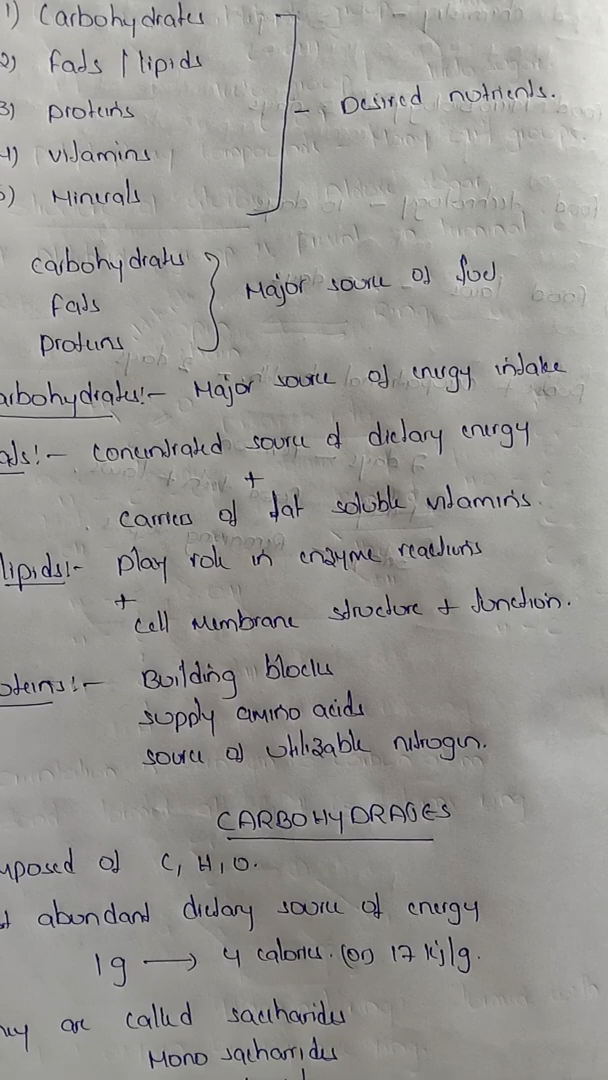 1) Carbohydrates
2) Fats / lipids
3) proteins - Desired nutrients.
4) vitamins
5) Minerals
carbohydrates
fats Major source of fuel
proteins
arbohydrates:- Major source of energy intake
ats:- concentrated source of dietary energy
+
carries of fat soluble vitamins.
lipids:- play role in enzyme reactions
+
cell Membrane structure + function.
oteins:- Building blocks
supply amino acids
source of utilizable nitrogen.
CARBOHYDRATES
mposed of C, H, O.
t abundant dietary source of energy
1g → 4 calories. (or) 17 kj/g.
hey are called saccharides
Mono saccharides